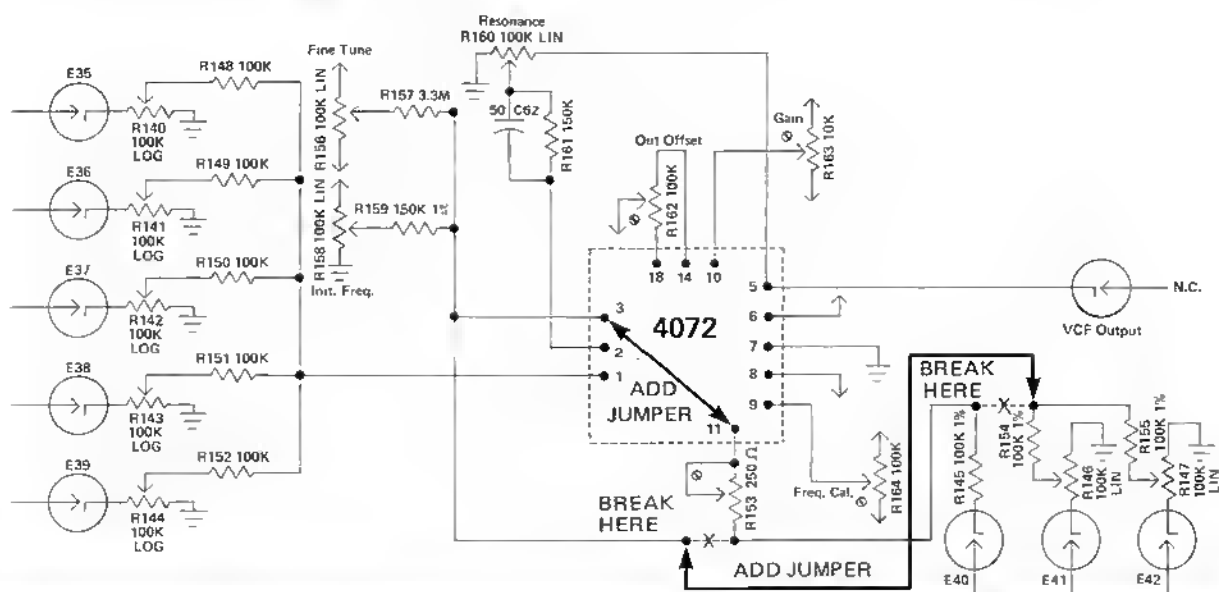 Resonance
R160 100K LIN
Fine Tune
E35
R148 100K
R140
100K
LOG
R156 100K LIN
R157 3.3M
50 C62
R161 150K
Gain
R163 10K
Out Offset
R162 100K
E36
R149 100K
R141
100K
LOG
R158 100K LIN
R159 150K 1%
Init. Freq.
18
14
10
E37
R150 100K
R142
100K
LOG
3
2
1
4072
5
6
7
8
9
11
N.C.
VCF Output
E38
R151 100K
R143
100K
LOG
ADD
JUMPER
BREAK
HERE
E39
R152 100K
R144
100K
LOG
R153 250 Ω
Freq. Cal.
R164 100K
BREAK
HERE
X
ADD JUMPER
X
R145 100K 1%
R154
100K 1%
R146
100K
LIN
R155
100K 1%
R147
100K
LIN
E40
E41
E42